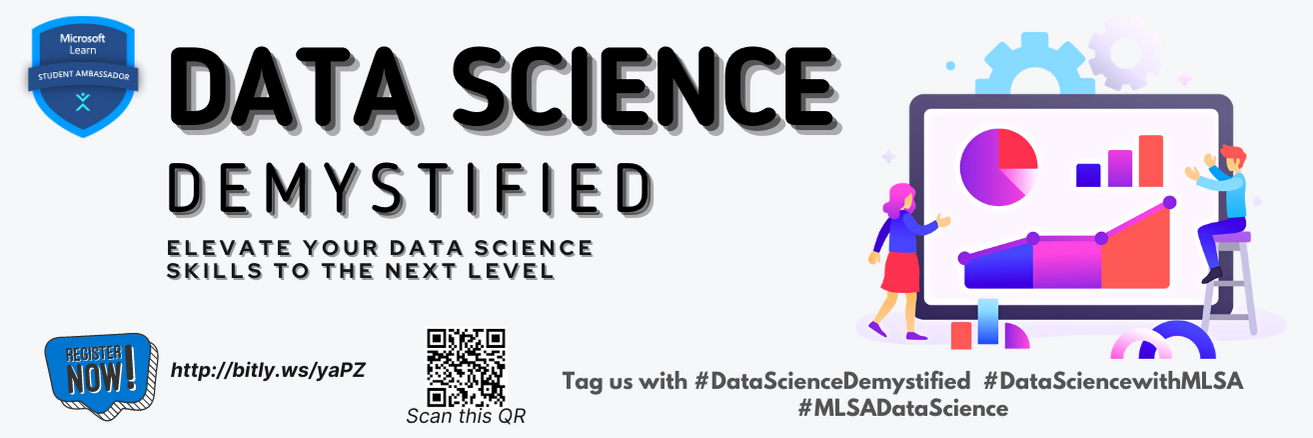 Microsoft
Learn
STUDENT AMBASSADOR
DATA SCIENCE
DEMYSTIFIED
ELEVATE YOUR DATA SCIENCE
SKILLS TO THE NEXT LEVEL
REGISTER
NOW!
http://bitly.ws/yaPZ
Scan this QR
Tag us with #DataScienceDemystified #DataSciencewithMLSA
#MLSADataScience